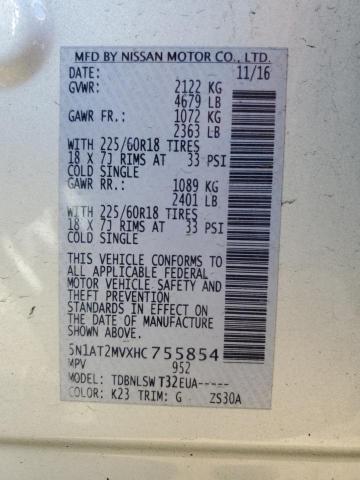 MFD BY NISSAN MOTOR CO., LTD.
DATE: 11/16
GVWR: 2122 KG
4679 LB
GAWR FR.: 1072 KG
2363 LB
WITH 225/60R18 TIRES
18 X 7J RIMS AT 33 PSI
COLD SINGLE
GAWR RR.: 1089 KG
2401 LB
WITH 225/60R18 TIRES
18 X 7J RIMS AT 33 PSI
COLD SINGLE
THIS VEHICLE CONFORMS TO
ALL APPLICABLE FEDERAL
MOTOR VEHICLE SAFETY AND
THEFT PREVENTION
STANDARDS IN EFFECT ON
THE DATE OF MANUFACTURE
SHOWN ABOVE.
5N1AT2MVXHC755854
MPV 952
MODEL: TDBNLSWT32EUA-----
COLOR: K23 TRIM: G ZS30A